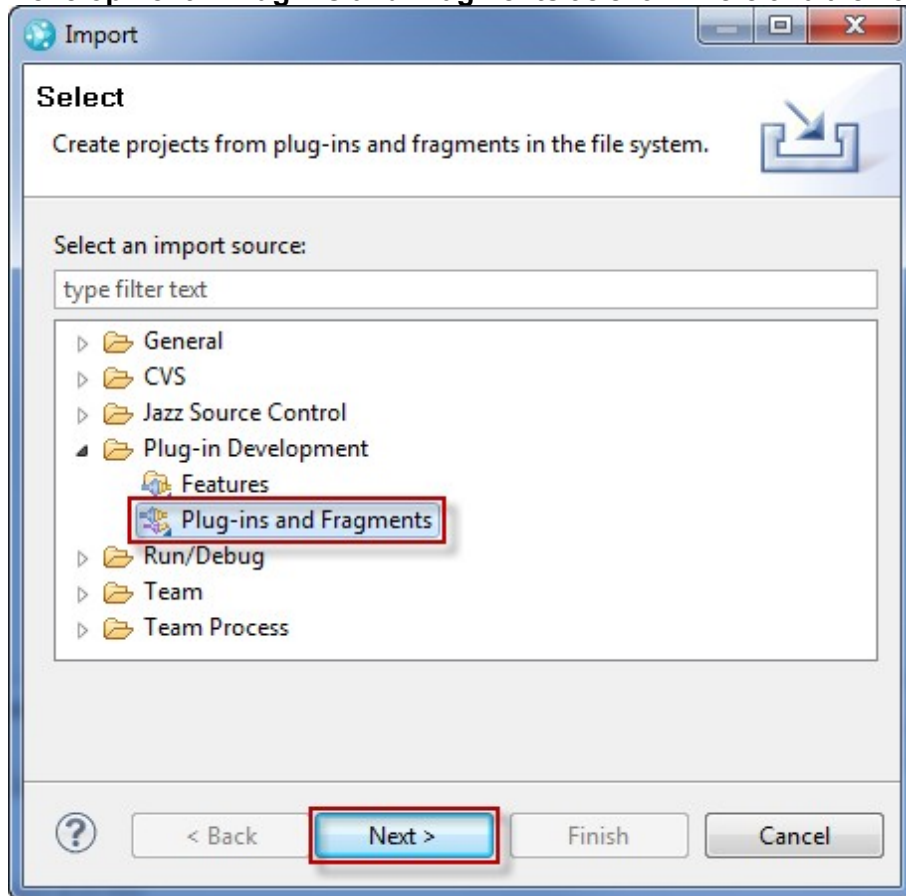 Import
Select
Create projects from plug-ins and fragments in the file system.
Select an import source:
type filter text
General
CVS
Jazz Source Control
Plug-in Development
Features
Plug-ins and Fragments
Run/Debug
Team
Team Process
? < Back Next > Finish Cancel